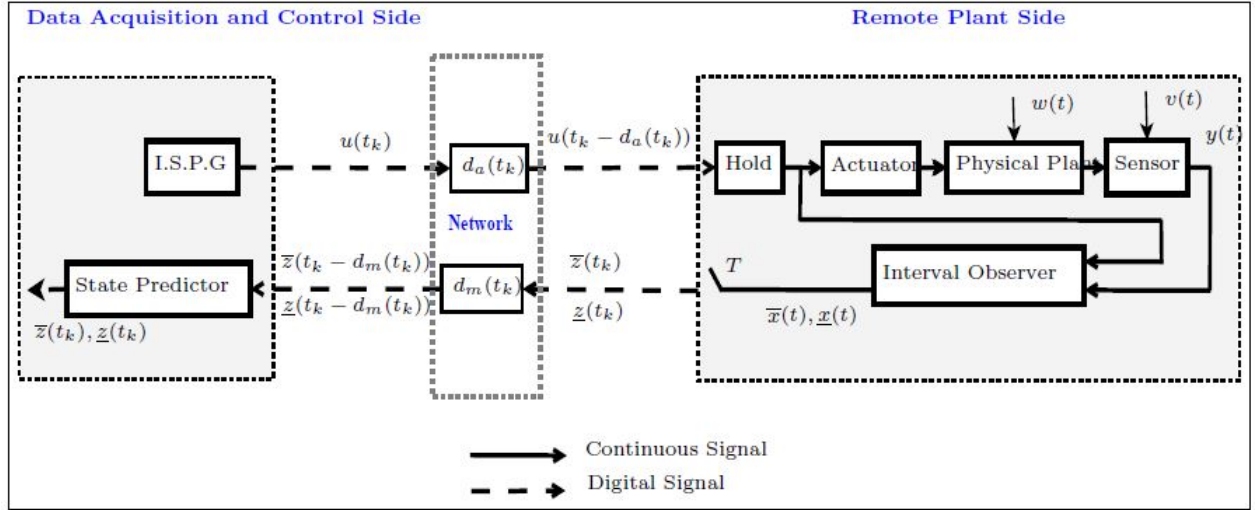 Data Acquisition and Control Side
Remote Plant Side
w(t)
v(t)
u(t_k)
u(t_k − d_a(t_k))
y(t)
I.S.P.G
d_a(t_k)
Hold
Actuator
Physical Plan
Sensor
Network
z̅(t_k − d_m(t_k))
z̅(t_k)
T
Interval Observer
State Predictor
d_m(t_k)
z̲(t_k − d_m(t_k))
z̲(t_k)
x̅(t), x̲(t)
z̅(t_k), z̲(t_k)
Continuous Signal
Digital Signal